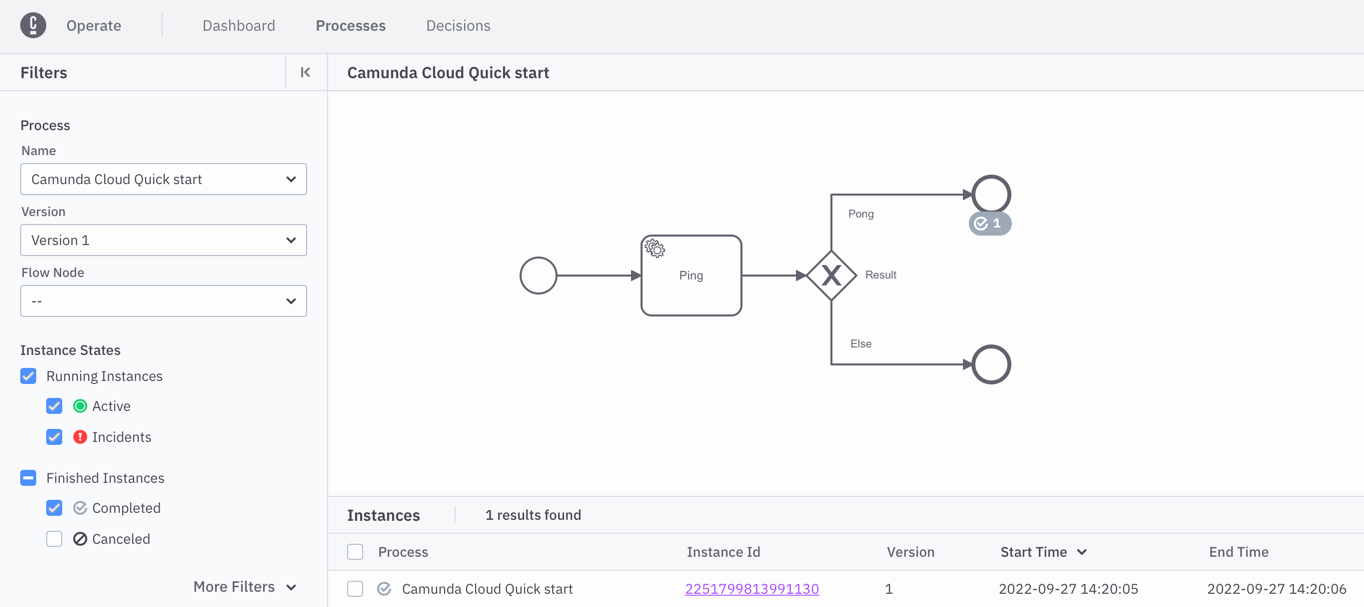 Operate Dashboard Processes Decisions
Filters
Camunda Cloud Quick start
Process
Name
Camunda Cloud Quick start
Version
Version 1
Flow Node
--
Instance States
Running Instances
Active
Incidents
Finished Instances
Completed
Canceled
More Filters
Pong
1
Ping
X
Result
Else
Instances 1 results found
Process Instance Id Version Start Time End Time
Camunda Cloud Quick start 2251799813991130 1 2022-09-27 14:20:05 2022-09-27 14:20:06